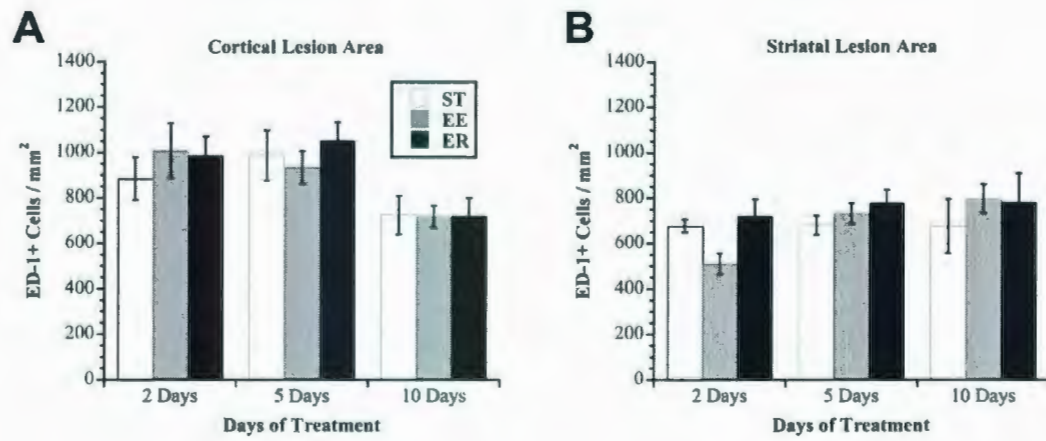 A
Cortical Lesion Area
ED-1+ Cells / mm²
1400
1200
1000
800
600
400
200
0
ST
EE
ER
2 Days
5 Days
10 Days
Days of Treatment
B
Striatal Lesion Area
ED-1+ Cells / mm²
1400
1200
1000
800
600
400
200
0
2 Days
5 Days
10 Days
Days of Treatment